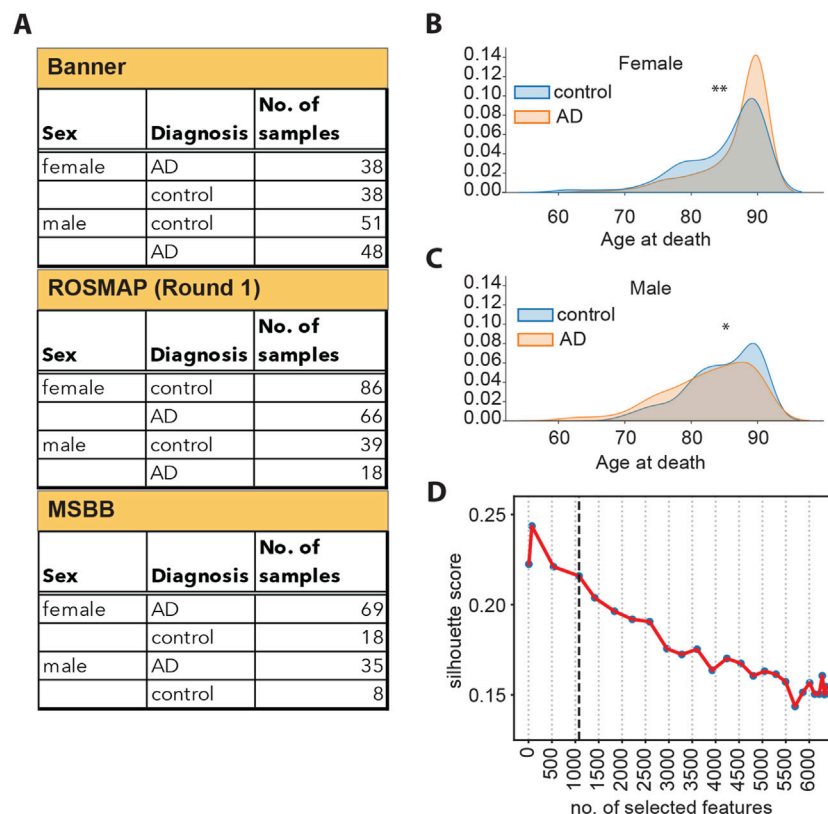 A
Banner
No. of
Sex Diagnosis samples
female AD 38
control 38
male control 51
AD 48
ROSMAP (Round 1)
No. of
Sex Diagnosis samples
female control 86
AD 66
male control 39
AD 18
MSBB
No. of
Sex Diagnosis samples
female AD 69
control 18
male AD 35
control 8
B
0.14
0.12
0.10
0.08
0.06
0.04
0.02
0.00
Female
**
control
AD
60 70 80 90
Age at death
C
0.14
0.12
0.10
0.08
0.06
0.04
0.02
0.00
Male
*
control
AD
60 70 80 90
Age at death
D
0.25
0.20
0.15
silhouette score
0 500 1000 1500 2000 2500 3000 3500 4000 4500 5000 5500 6000
no. of selected features